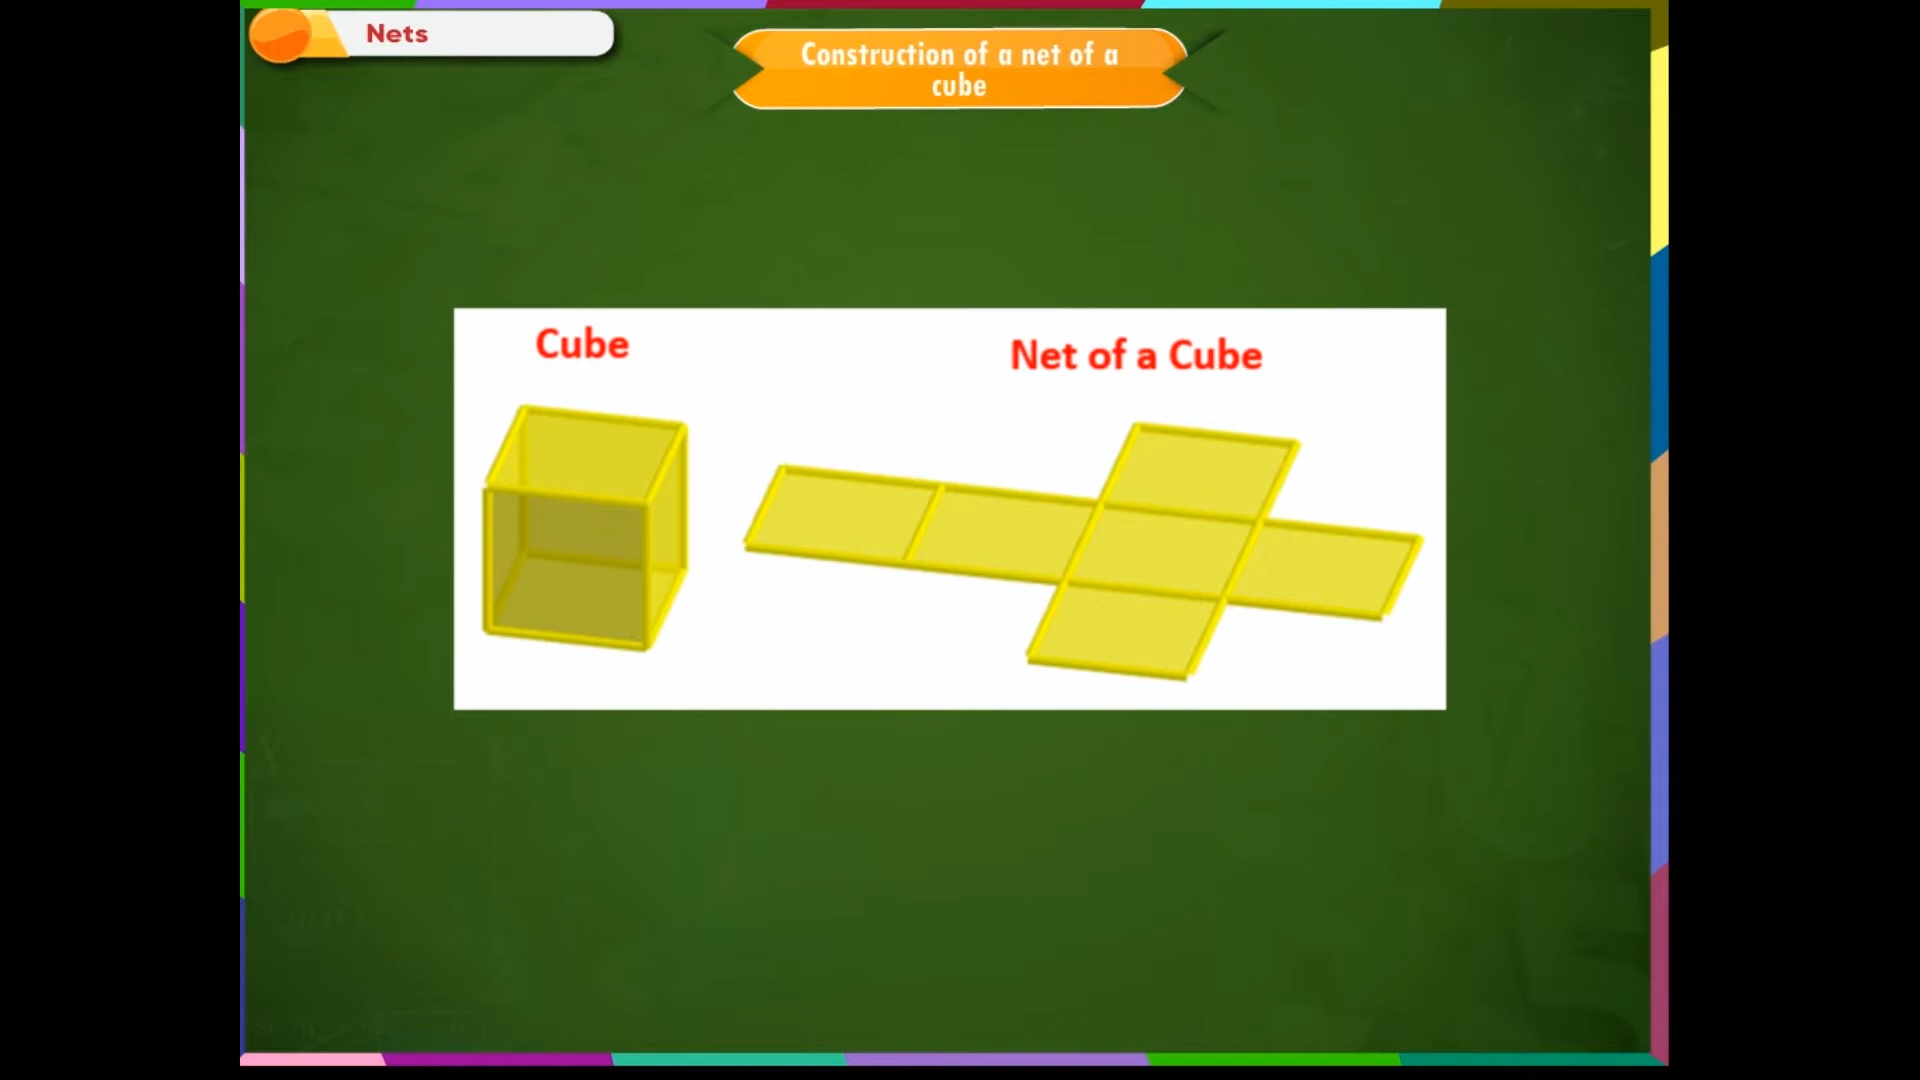 Nets
Construction of a net of a
cube
Cube
Net of a Cube